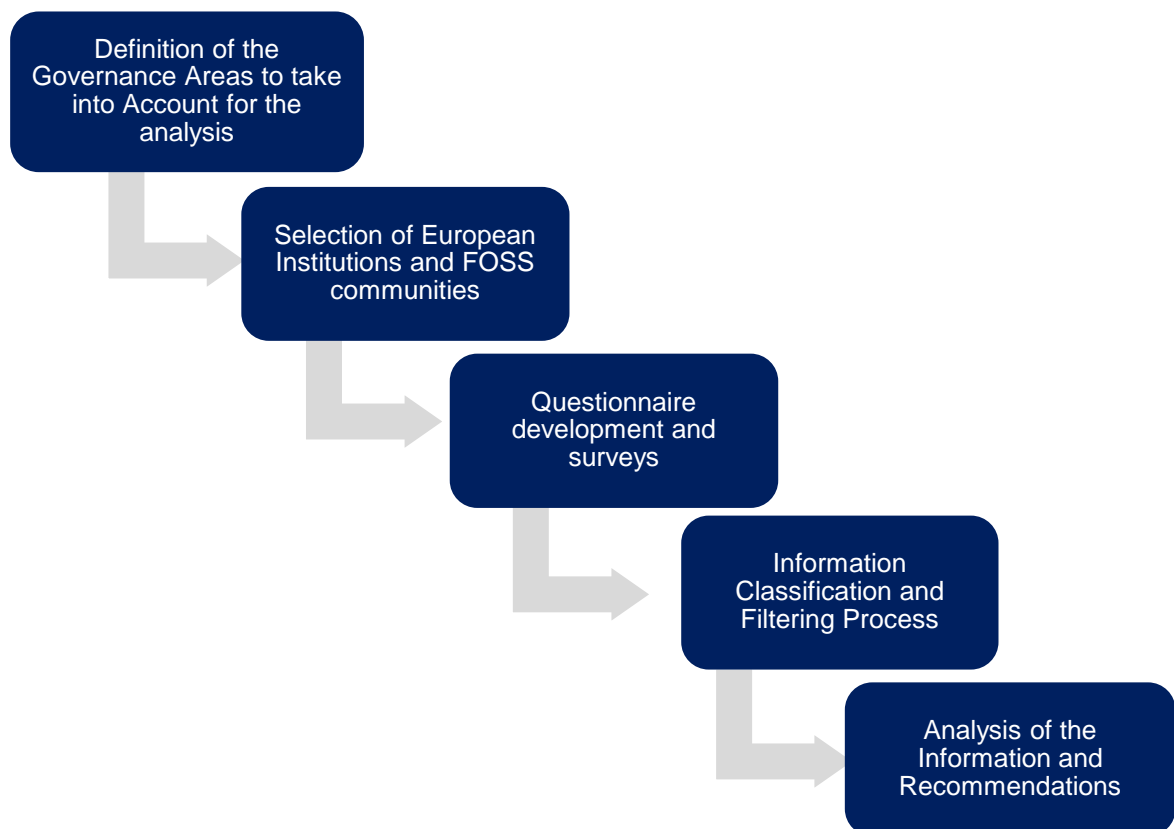 Definition of the
Governance Areas to take
into Account for the
analysis
Selection of European
Institutions and FOSS
communities
Questionnaire
development and
surveys
Information
Classification and
Filtering Process
Analysis of the
Information and
Recommendations